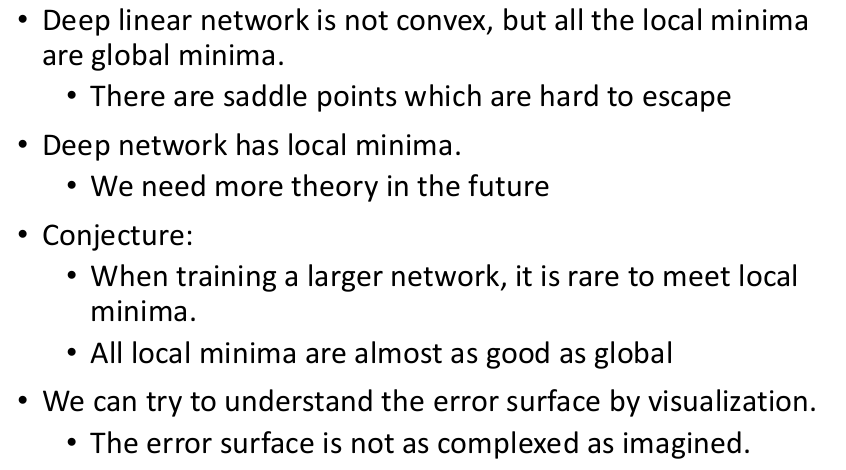 • Deep linear network is not convex, but all the local minima
are global minima.
• There are saddle points which are hard to escape
• Deep network has local minima.
• We need more theory in the future
• Conjecture:
• When training a larger network, it is rare to meet local
minima.
• All local minima are almost as good as global
• We can try to understand the error surface by visualization.
• The error surface is not as complexed as imagined.